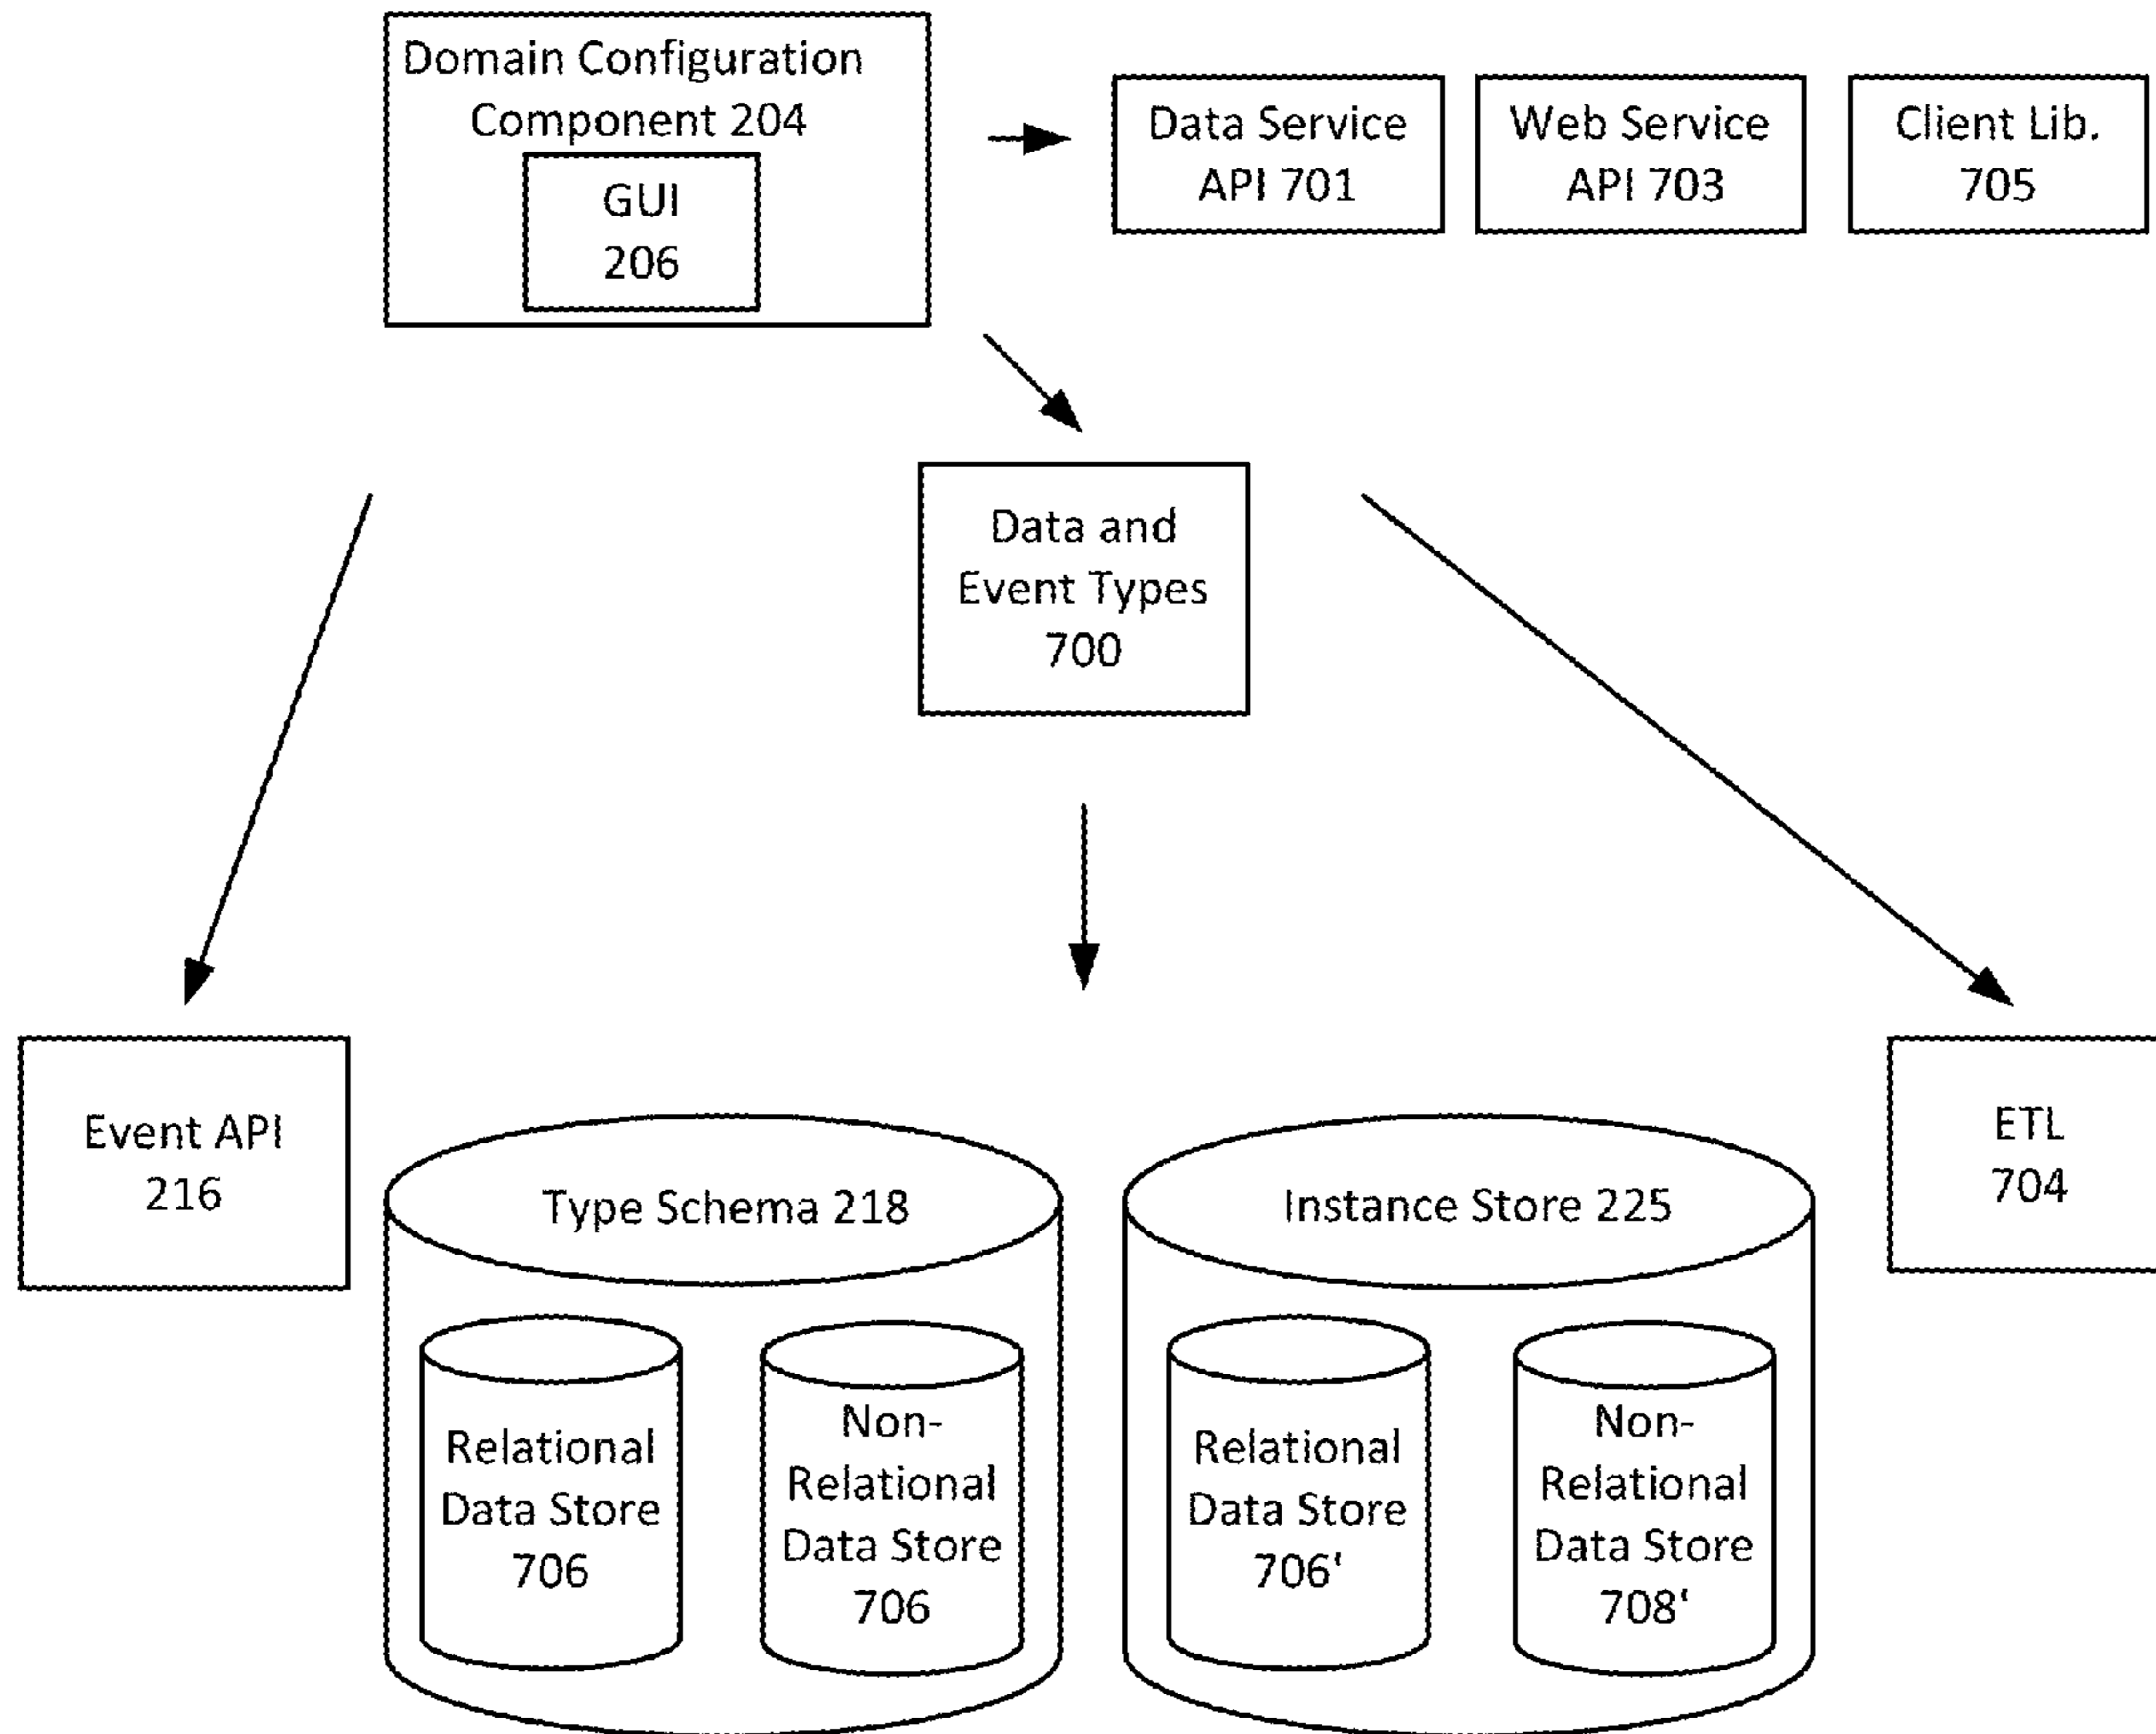 Domain Configuration
Component 204
GUI
206
Data Service
API 701
Web Service
API 703
Client Lib.
705
Data and
Event Types
700
Event API
216
Type Schema 218
Relational
Data Store
706
Non-
Relational
Data Store
706
Instance Store 225
Relational
Data Store
706'
Non-
Relational
Data Store
708'
ETL
704